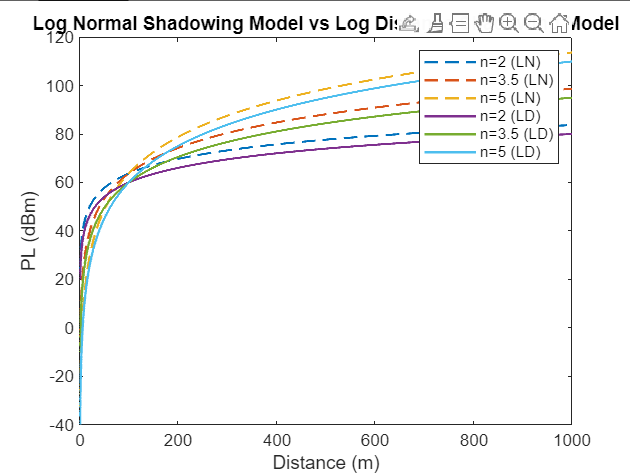 Log Normal Shadowing Model vs Log Dis Model
120
100
80
60
40
20
0
-20
-40
PL (dBm)
n=2 (LN)
n=3.5 (LN)
n=5 (LN)
n=2 (LD)
n=3.5 (LD)
n=5 (LD)
0 200 400 600 800 1000
Distance (m)